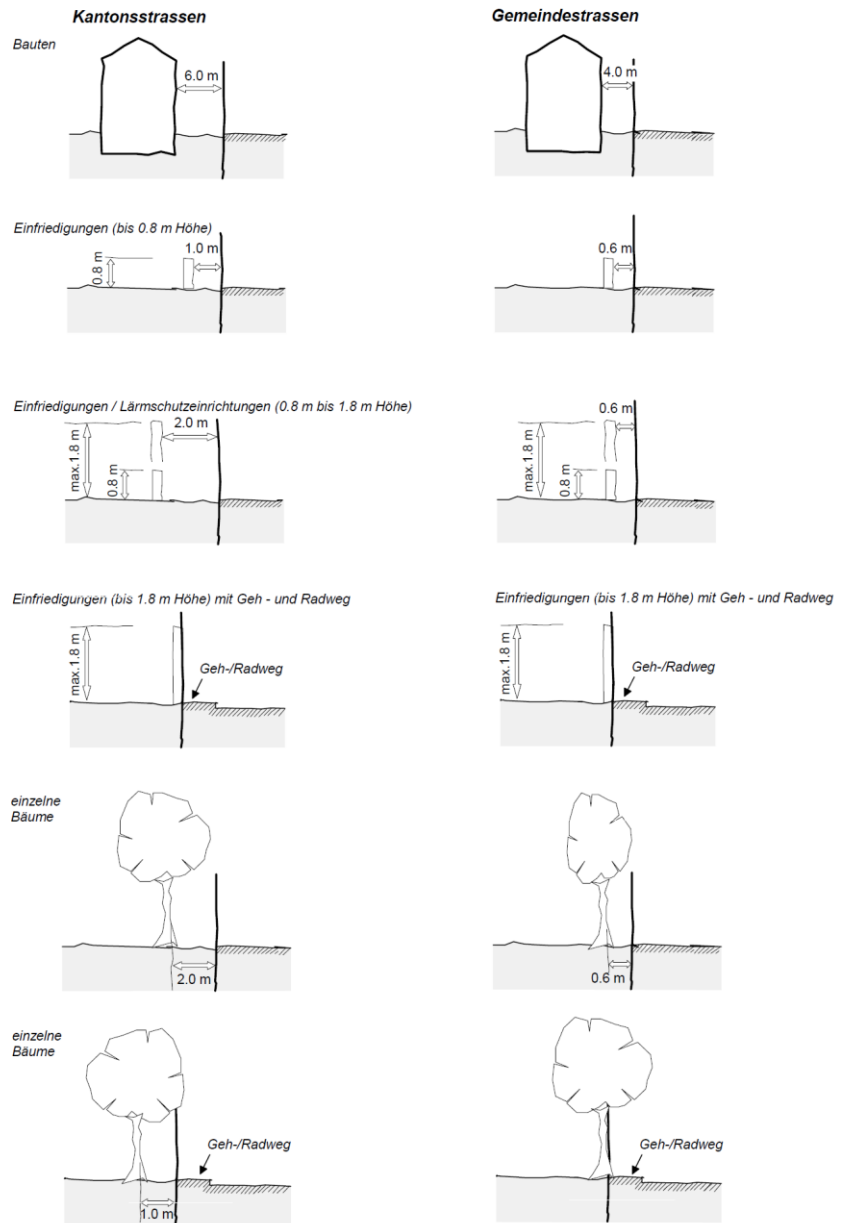 Kantonsstrassen Gemeindestrassen
Bauten
6.0 m 4.0 m
Einfriedigungen (bis 0.8 m Höhe)
1.0 m 0.6 m
0.8 m
Einfriedigungen / Lärmschutzeinrichtungen (0.8 m bis 1.8 m Höhe)
2.0 m 0.6 m
max.1.8 m 0.8 m max.1.8 m 0.8 m
Einfriedigungen (bis 1.8 m Höhe) mit Geh - und Radweg Einfriedigungen (bis 1.8 m Höhe) mit Geh - und Radweg
max.1.8 m Geh-/Radweg max.1.8 m Geh-/Radweg
einzelne
Bäume
2.0 m 0.6 m
einzelne
Bäume
Geh-/Radweg Geh-/Radweg
1.0 m